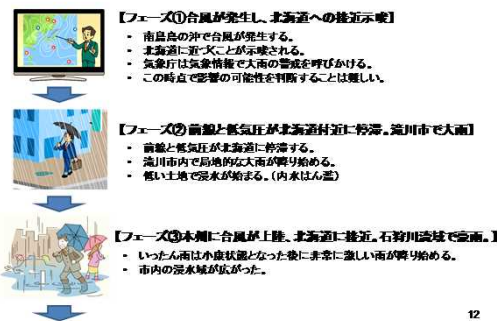 【フェーズ①台風が発生し、北海道への接近示唆】
・ 南鳥島の沖で台風が発生する。
・ 北海道に近づくことが示唆される。
・ 気象庁は気象情報で大雨の警戒を呼びかける。
・ この時点で影響の可能性を判断することは難しい。
【フェーズ②前線と低気圧が北海道付近に停滞。滝川市で大雨】
・ 前線と低気圧が北海道に停滞する。
・ 滝川市内で局地的な大雨が降り始める。
・ 低い土地で浸水が始まる。(内水はん濫)
【フェーズ③本州に台風が上陸、北海道に接近。石狩川流域で豪雨。】
・ いったん雨は小康状態となった後に非常に激しい雨が降り始める。
・ 市内の浸水域が広がった。
12